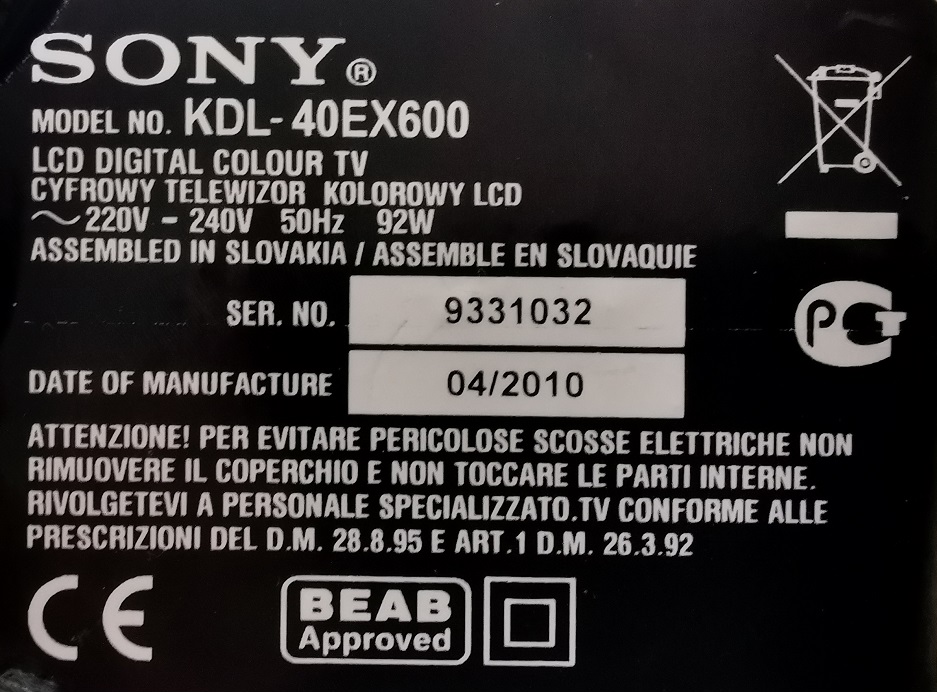 SONY®
MODEL NO. KDL-40EX600
LCD DIGITAL COLOUR TV
CYFROWY TELEWIZOR KOLOROWY LCD
~220V - 240V 50Hz 92W
ASSEMBLED IN SLOVAKIA / ASSEMBLE EN SLOVAQUIE
SER. NO. 9331032
PCT
DATE OF MANUFACTURE 04/2010
ATTENZIONE! PER EVITARE PERICOLOSE SCOSSE ELETTRICHE NON
RIMUOVERE IL COPERCHIO E NON TOCCARE LE PARTI INTERNE.
RIVOLGETEVI A PERSONALE SPECIALIZZATO.TV CONFORME ALLE
PRESCRIZIONI DEL D.M. 28.8.95 E ART.1 D.M. 26.3.92
CE
BEAB
Approved